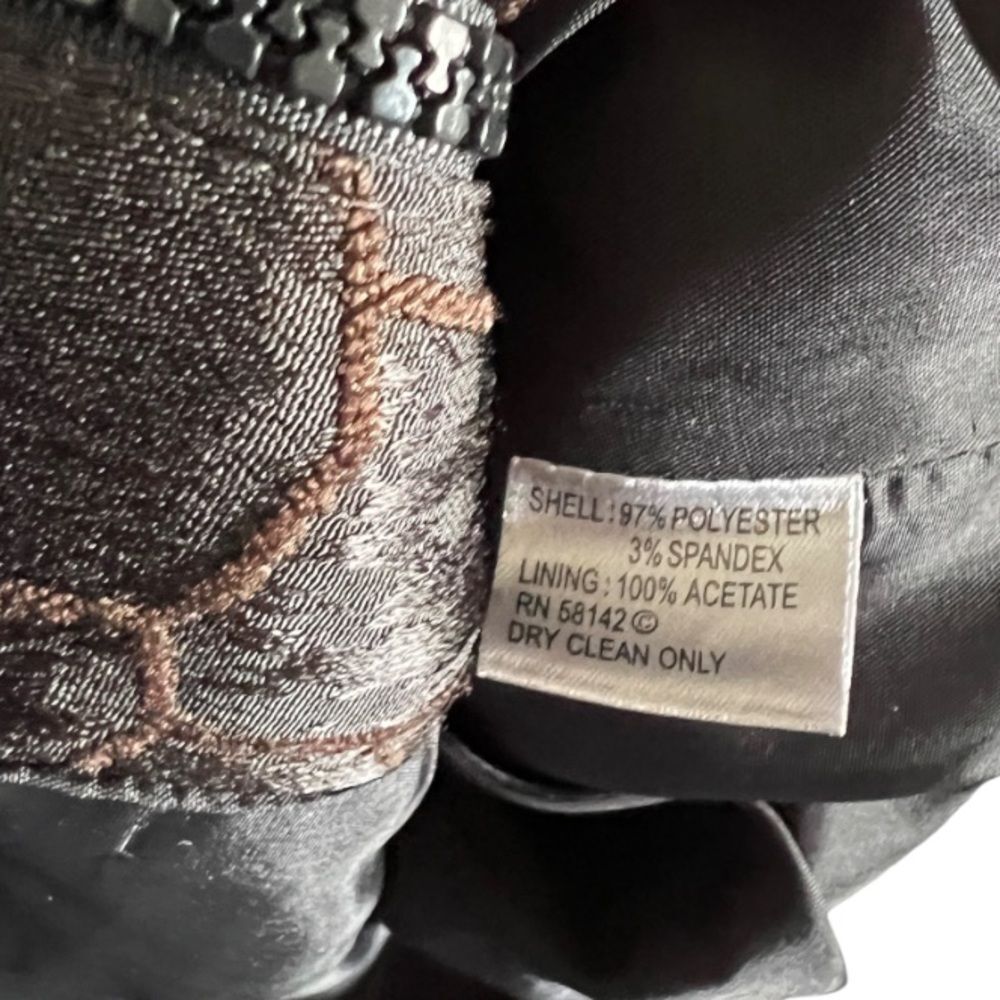 SHELL:97% POLYESTER
3% SPANDEX
LINING:100% ACETATE
RN 58142 ©
DRY CLEAN ONLY